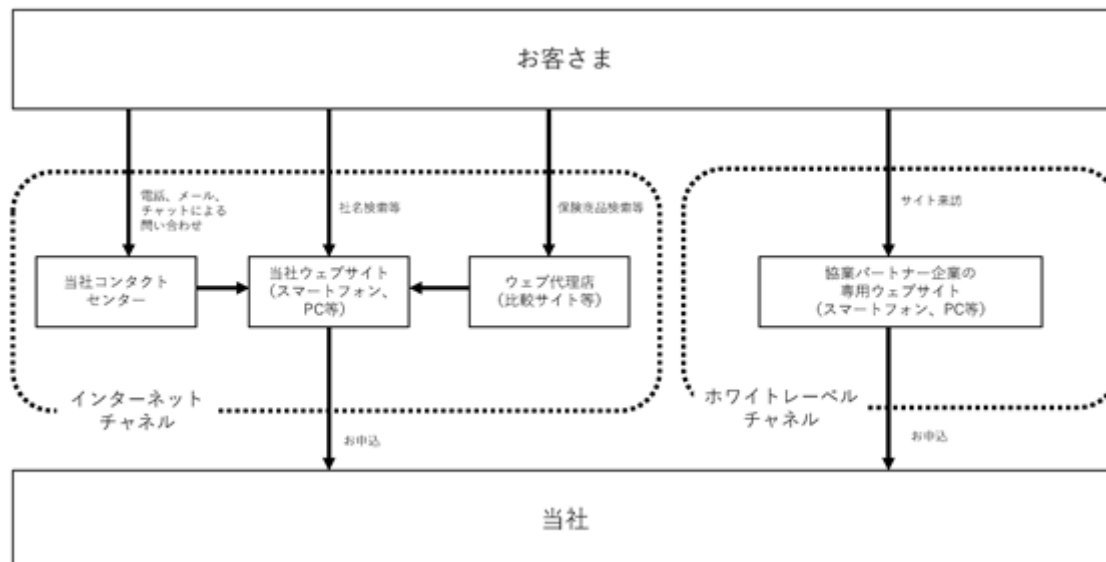 お客さま
電話、メール、
チャットによる
問い合わせ
社名検索等
保険商品検索等
サイト来訪
当社コンタクト
センター
当社ウェブサイト
(スマートフォン、
PC等)
ウェブ代理店
(比較サイト等)
協業パートナー企業の
専用ウェブサイト
(スマートフォン、PC等)
インターネット
チャネル
ホワイトレーベル
チャネル
お申込
お申込
当社